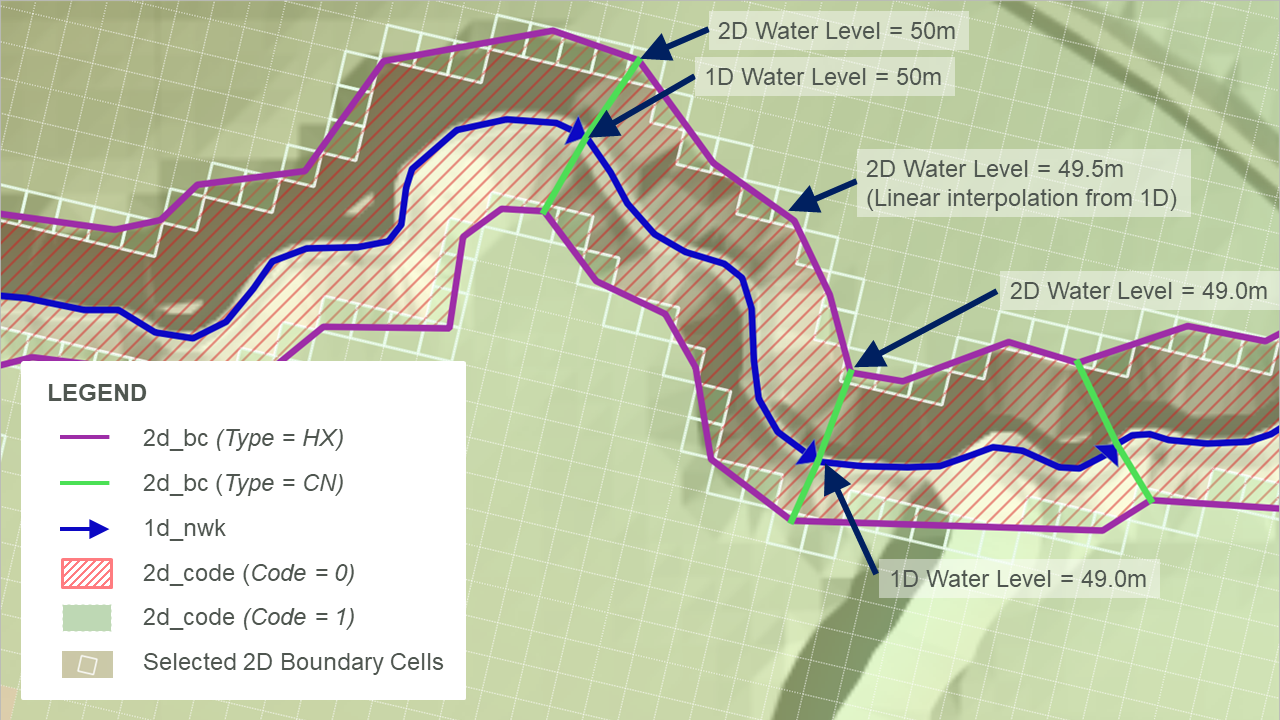 2D Water Level = 50m
1D Water Level = 50m
2D Water Level = 49.5m
(Linear interpolation from 1D)
2D Water Level = 49.0m
1D Water Level = 49.0m
LEGEND
2d_bc (Type = HX)
2d_bc (Type = CN)
1d_nwk
2d_code (Code = 0)
2d_code (Code = 1)
Selected 2D Boundary Cells